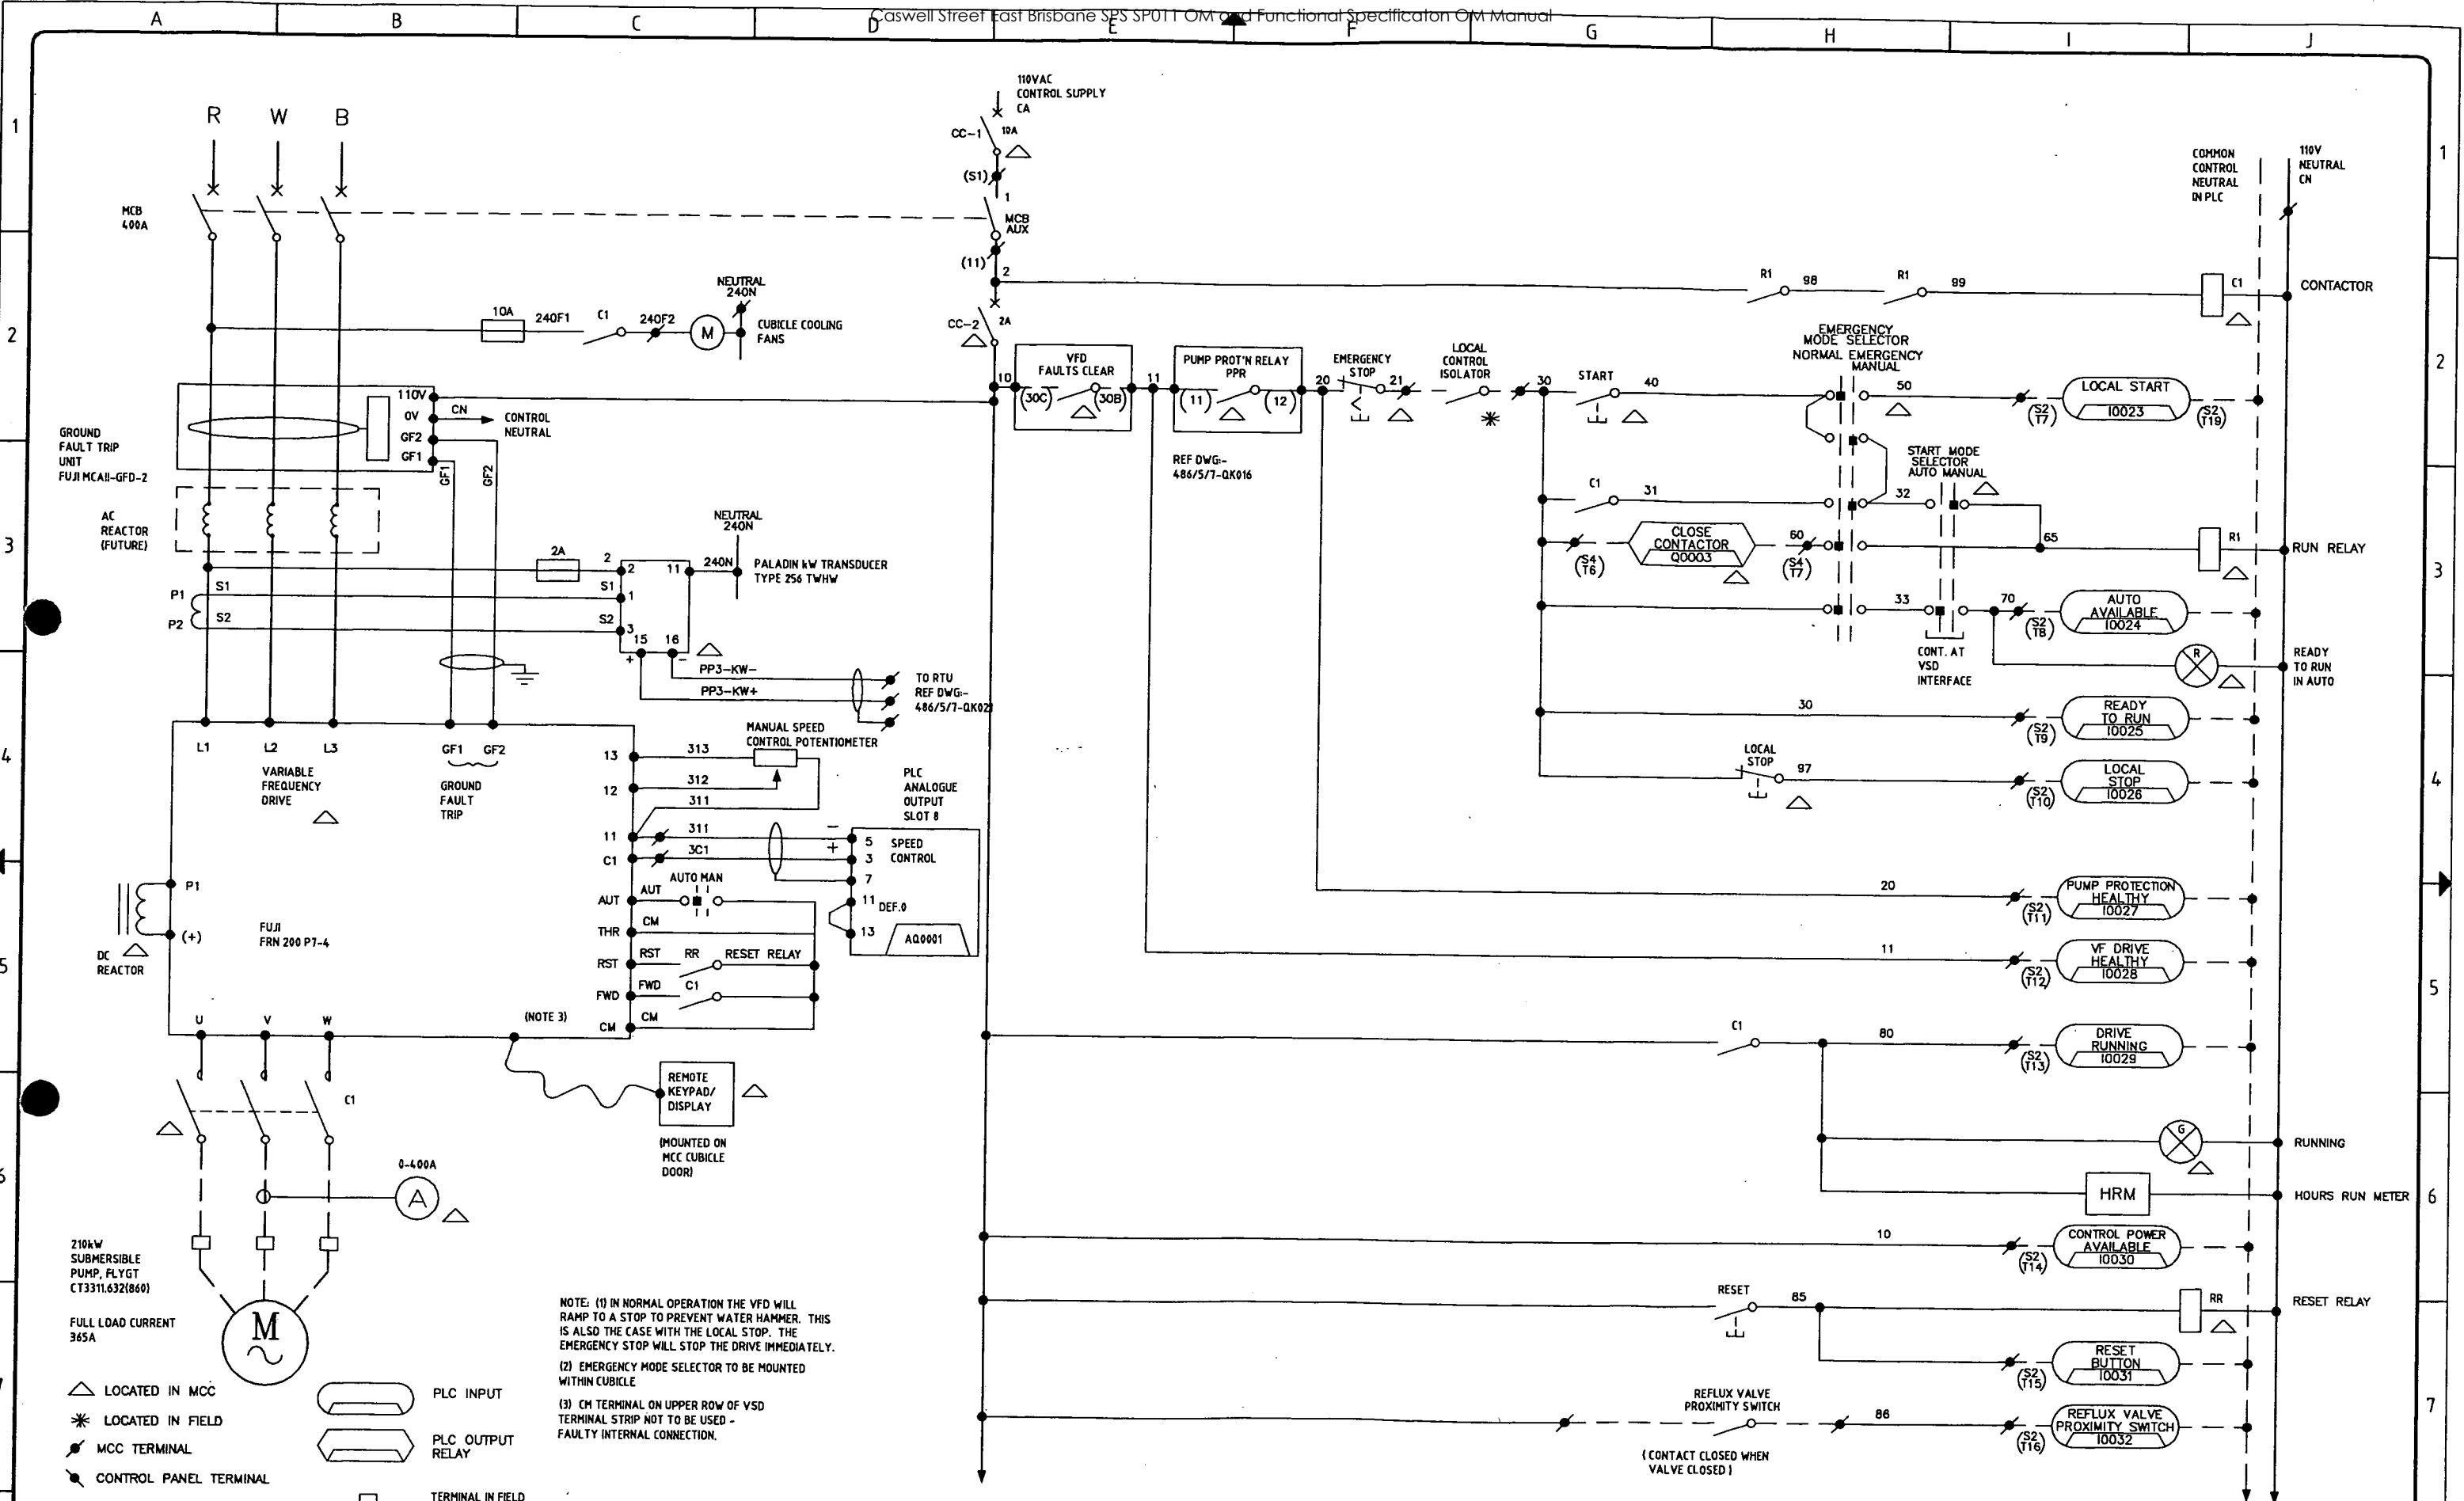 Caswell Street East Brisbane SPS SP011 OM and Functional Specificaton OM Manual
A B C D E F G H I J
1
2
3
4
5
6
7
R W B
MCB
400A
110VAC
CONTROL SUPPLY
CA
CC-1 10A
(S1)
1
MCB
AUX
(11)
2
CC-2 2A
COMMON
CONTROL
NEUTRAL
IN PLC
110V
NEUTRAL
CN
R1 98 R1 99 C1
CONTACTOR
10A 240F1 C1 240F2 M
NEUTRAL
240N
CUBICLE COOLING
FANS
GROUND
FAULT TRIP
UNIT
FUJI MCAII-GFD-2
110V
0V CN
GF2
GF1
CONTROL
NEUTRAL
GF1 GF2
AC
REACTOR
(FUTURE)
10
VFD
FAULTS CLEAR
(30C) (30B)
11
PUMP PROT'N RELAY
PPR
(11) (12)
REF DWG:-
486/5/7-QK016
20
EMERGENCY
STOP
21
LOCAL
CONTROL
ISOLATOR
30
START
40
EMERGENCY
MODE SELECTOR
NORMAL EMERGENCY
MANUAL
50
(S2
T7)
LOCAL START
I0023
(S2
T19)
START MODE
SELECTOR
AUTO MANUAL
C1 31 32
(S4
T6)
CLOSE
CONTACTOR
Q0003
60
(S4
T7)
65
R1
RUN RELAY
33 70
(S2
T8)
AUTO
AVAILABLE
I0024
CONT. AT
VSD
INTERFACE
R
READY
TO RUN
IN AUTO
30
(S2
T9)
READY
TO RUN
I0025
LOCAL
STOP
97
(S2
T10)
LOCAL
STOP
I0026
20
(S2
T11)
PUMP PROTECTION
HEALTHY
I0027
11
(S2
T12)
VF DRIVE
HEALTHY
I0028
C1 80
(S2
T13)
DRIVE
RUNNING
I0029
G
RUNNING
HRM
HOURS RUN METER
10
(S2
T14)
CONTROL POWER
AVAILABLE
I0030
RESET
85
RR
RESET RELAY
(S2
T15)
RESET
BUTTON
I0031
REFLUX VALVE
PROXIMITY SWITCH
86
(S2
T16)
REFLUX VALVE
PROXIMITY SWITCH
I0032
(CONTACT CLOSED WHEN
VALVE CLOSED)
2A
2 2 11 240N
NEUTRAL
240N
PALADIN kW TRANSDUCER
TYPE 256 TWHW
P1 S1 S1 1
P2 S2 S2 3
15 16
+ -
PP3-KW-
PP3-KW+
TO RTU
REF DWG:-
L1 L2 L3 GF1 GF2
VARIABLE
FREQUENCY
DRIVE
GROUND
FAULT
TRIP
MANUAL SPEED
CONTROL POTENTIOMETER
13 313
12 312
311
11 311
C1 3C1
PLC
ANALOGUE
OUTPUT
SLOT 8
- 5
+ 3
7
SPEED
CONTROL
11 DEF.0
13
AQ0001
AUTO MAN
AUT AUT
THR CM
RST RST RR RESET RELAY
FWD FWD C1
CM CM
P1
(+)
DC
REACTOR
FUJI
FRN 200 P7-4
U V W
(NOTE 3)
REMOTE
KEYPAD/
DISPLAY
(MOUNTED ON
MCC CUBICLE
DOOR)
C1
0-400A
A
210kW
SUBMERSIBLE
PUMP, FLYGT
CT3311.632(860)
FULL LOAD CURRENT
365A
M
NOTE: (1) IN NORMAL OPERATION THE VFD WILL
RAMP TO A STOP TO PREVENT WATER HAMMER. THIS
IS ALSO THE CASE WITH THE LOCAL STOP. THE
EMERGENCY STOP WILL STOP THE DRIVE IMMEDIATELY.
(2) EMERGENCY MODE SELECTOR TO BE MOUNTED
WITHIN CUBICLE
(3) CM TERMINAL ON UPPER ROW OF VSD
TERMINAL STRIP NOT TO BE USED -
FAULTY INTERNAL CONNECTION.
LOCATED IN MCC
LOCATED IN FIELD
MCC TERMINAL
CONTROL PANEL TERMINAL
PLC INPUT
PLC OUTPUT
RELAY
TERMINAL IN FIELD